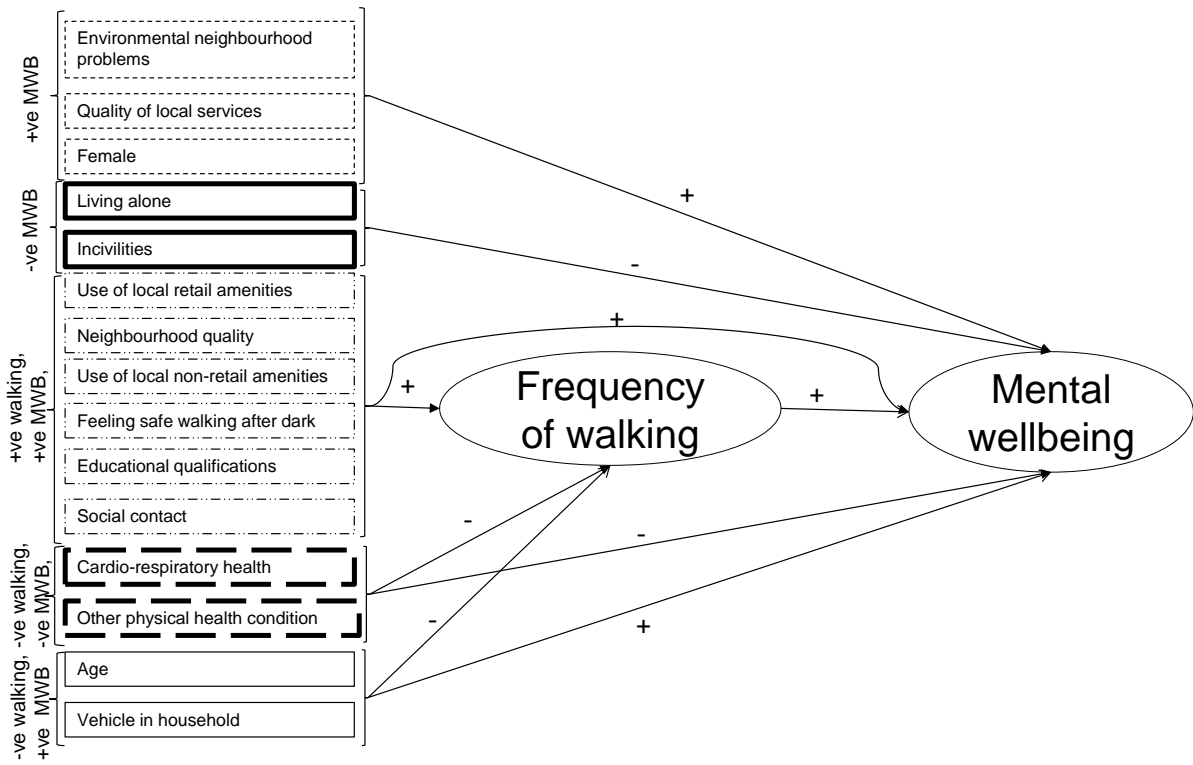 +ve MWB
Environmental neighbourhood
problems
Quality of local services
Female
-ve MWB
Living alone
Incivilities
+ve walking,
+ve MWB,
Use of local retail amenities
Neighbourhood quality
Use of local non-retail amenities
Feeling safe walking after dark
Educational qualifications
Social contact
-ve walking,
-ve MWB,
Cardio-respiratory health
Other physical health condition
-ve walking,
+ve MWB
Age
Vehicle in household
+
-
+
+
Frequency
of walking
+
Mental
wellbeing
-
-
-
+